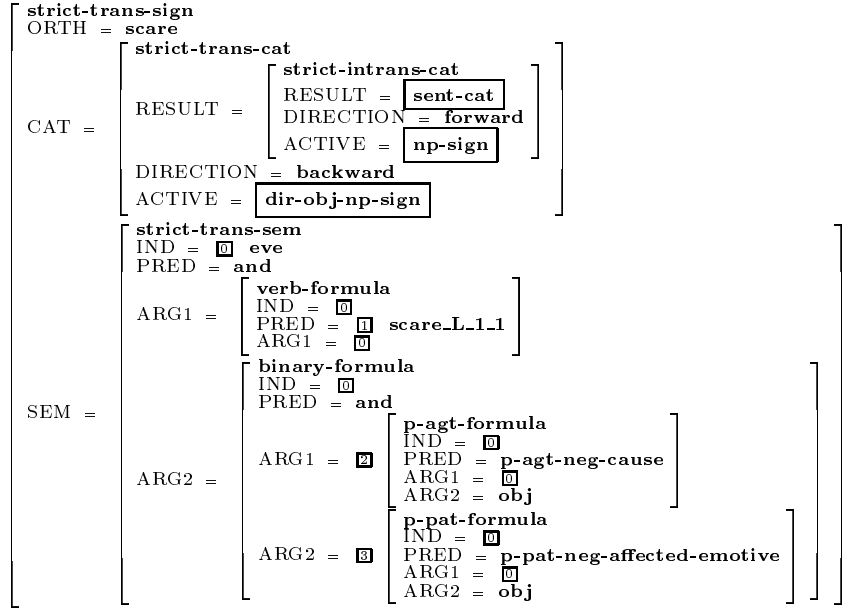 strict-trans-sign
ORTH = scare
strict-trans-cat
strict-intrans-cat
RESULT = sent-cat
RESULT =
DIRECTION = forward
CAT =
ACTIVE = np-sign
DIRECTION = backward
ACTIVE = dir-obj-np-sign
strict-trans-sem
IND = 0 eve
PRED = and
verb-formula
IND = 0
ARG1 =
PRED = 1 scare_L_1_1
ARG1 = 0
binary-formula
IND = 0
PRED = and
SEM =
p-agt-formula
IND = 0
ARG1 = 2
PRED = p-agt-neg-cause
ARG2 =
ARG1 = 0
ARG2 = obj
p-pat-formula
IND = 0
ARG2 = 3
PRED = p-pat-neg-affected-emotive
ARG1 = 0
ARG2 = obj